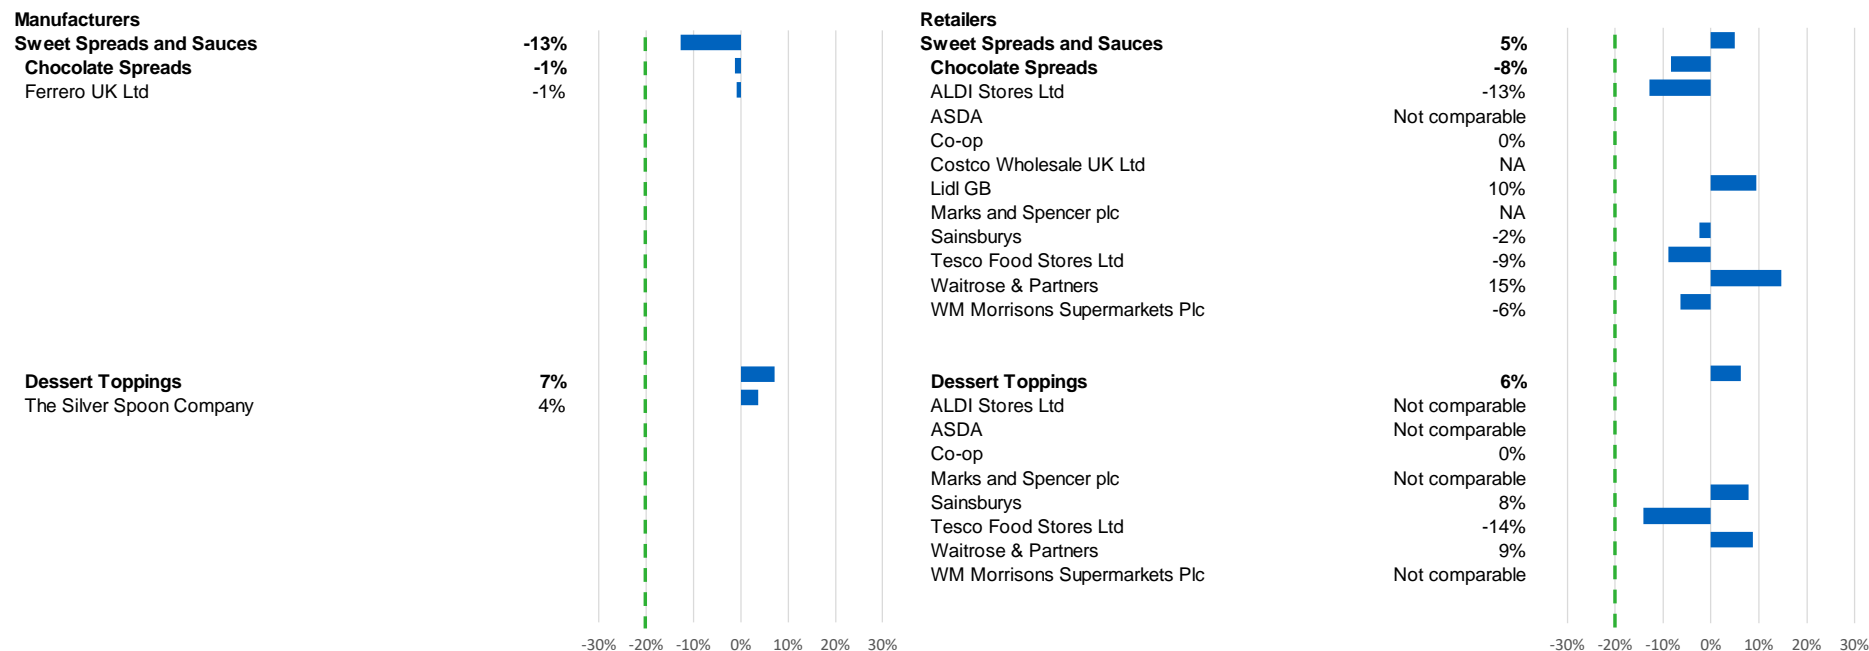 Manufacturers
Sweet Spreads and Sauces -13%
Chocolate Spreads -1%
Ferrero UK Ltd -1%
Dessert Toppings 7%
The Silver Spoon Company 4%
-30% -20% -10% 0% 10% 20% 30%
Retailers
Sweet Spreads and Sauces 5%
Chocolate Spreads -8%
ALDI Stores Ltd -13%
ASDA Not comparable
Co-op 0%
Costco Wholesale UK Ltd NA
Lidl GB 10%
Marks and Spencer plc NA
Sainsburys -2%
Tesco Food Stores Ltd -9%
Waitrose & Partners 15%
WM Morrisons Supermarkets Plc -6%
Dessert Toppings 6%
ALDI Stores Ltd Not comparable
ASDA Not comparable
Co-op 0%
Marks and Spencer plc Not comparable
Sainsburys 8%
Tesco Food Stores Ltd -14%
Waitrose & Partners 9%
WM Morrisons Supermarkets Plc Not comparable
-30% -20% -10% 0% 10% 20% 30%